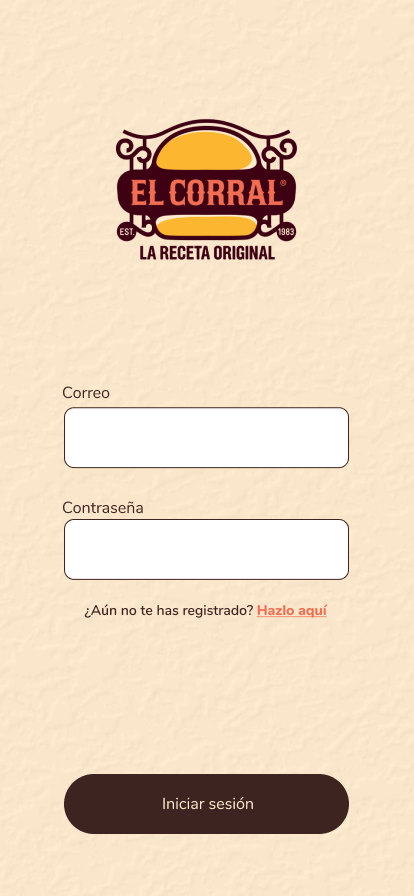 EL CORRAL®
EST. 1983
LA RECETA ORIGINAL
Correo
Contraseña
¿Aún no te has registrado? Hazlo aquí
Iniciar sesión